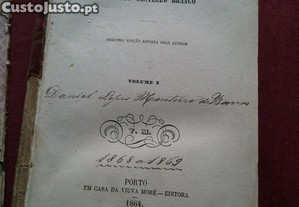 Custojusto.pt
CASTELLO BRANCO
SEGUNDA EDIÇÃO REVISTA PELO AUCTOR
VOLUME I
Daniel Lopes Monteiro de Barros
V. M.
1868 a 1869
PORTO
EM CASA DA VIUVA MORÉ—EDITORA
1864.